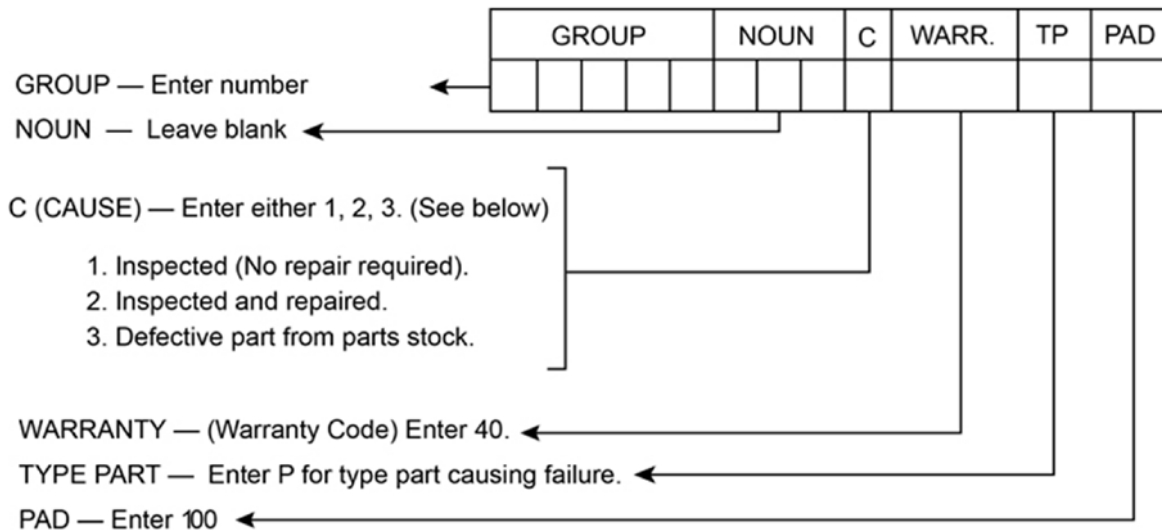 GROUP NOUN C WARR. TP PAD
GROUP — Enter number
NOUN — Leave blank
C (CAUSE) — Enter either 1, 2, 3. (See below)
1. Inspected (No repair required).
2. Inspected and repaired.
3. Defective part from parts stock.
WARRANTY — (Warranty Code) Enter 40.
TYPE PART — Enter P for type part causing failure.
PAD — Enter 100